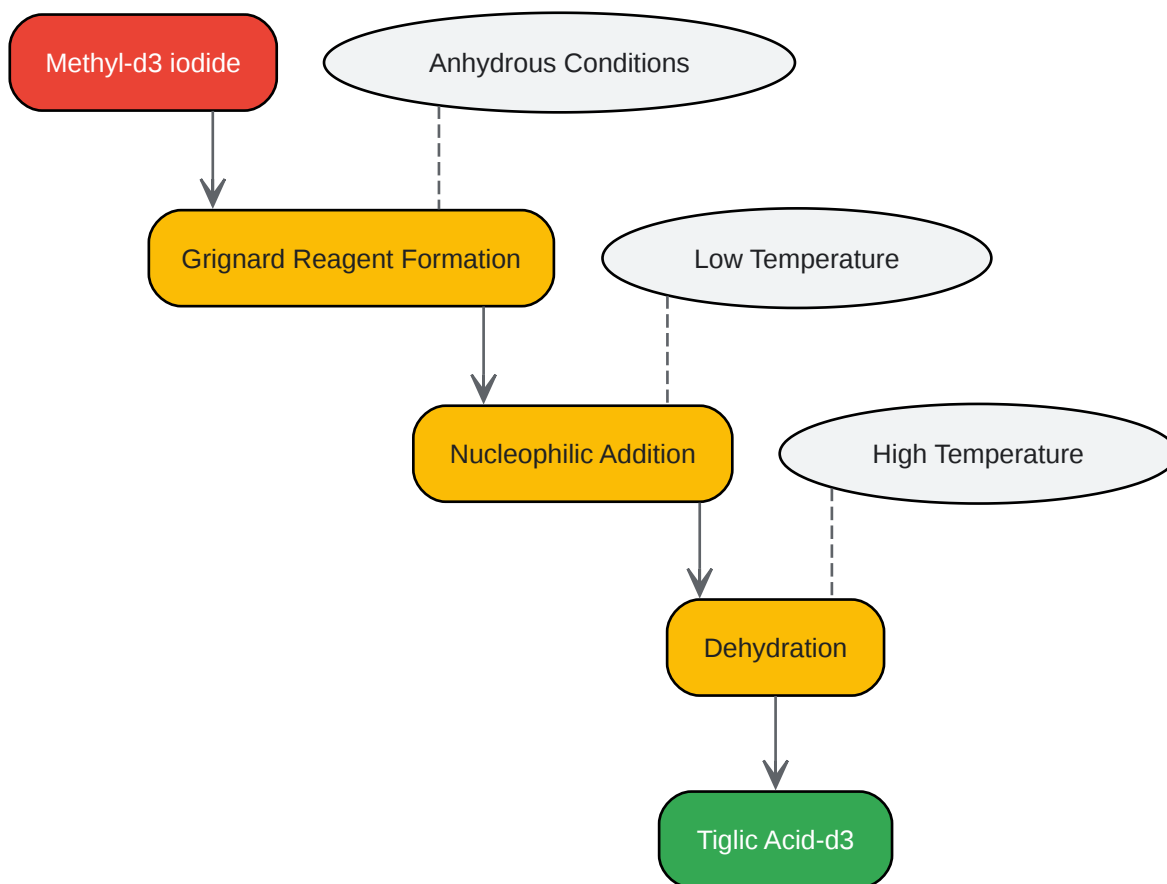 Methyl-d3 iodide
Anhydrous Conditions
Grignard Reagent Formation
Low Temperature
Nucleophilic Addition
High Temperature
Dehydration
Tiglic Acid-d3